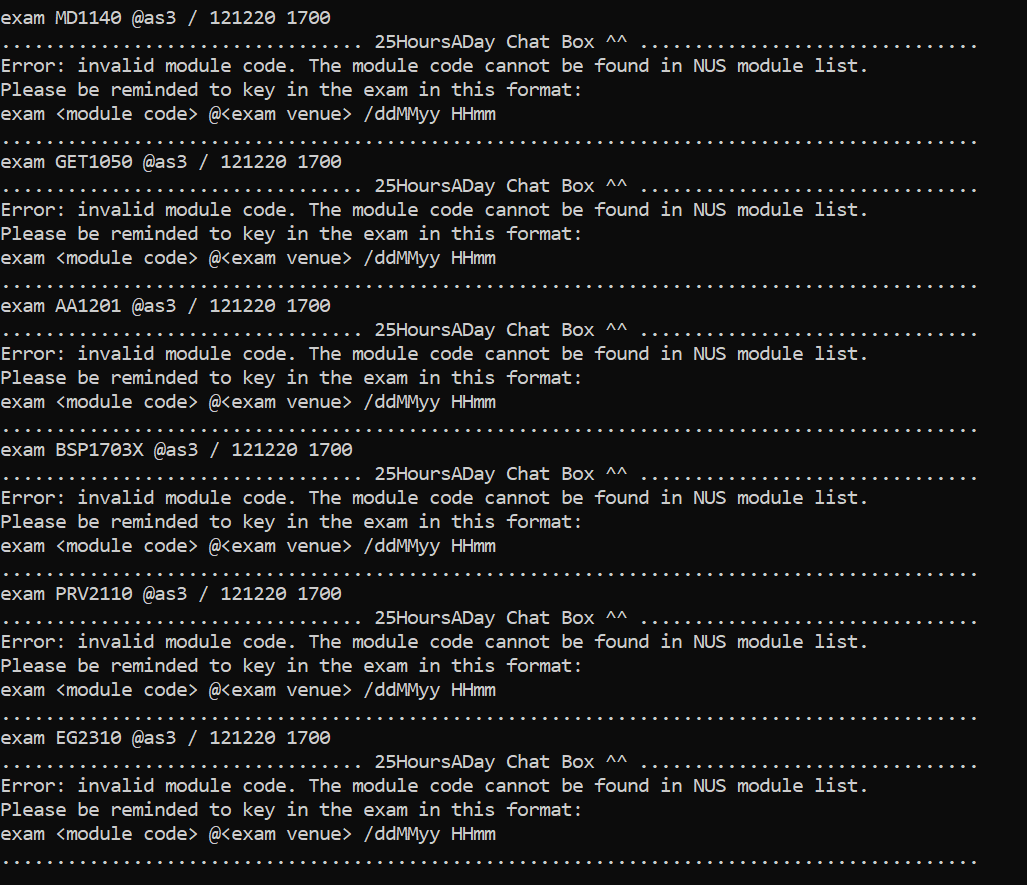 exam MD1140 @as3 / 121220 1700
................................. 25HoursADay Chat Box ^^ ...............................
Error: invalid module code. The module code cannot be found in NUS module list.
Please be reminded to key in the exam in this format:
exam <module code> @<exam venue> /ddMMyy HHmm
.........................................................................................
exam GET1050 @as3 / 121220 1700
................................. 25HoursADay Chat Box ^^ ...............................
Error: invalid module code. The module code cannot be found in NUS module list.
Please be reminded to key in the exam in this format:
exam <module code> @<exam venue> /ddMMyy HHmm
.........................................................................................
exam AA1201 @as3 / 121220 1700
................................. 25HoursADay Chat Box ^^ ...............................
Error: invalid module code. The module code cannot be found in NUS module list.
Please be reminded to key in the exam in this format:
exam <module code> @<exam venue> /ddMMyy HHmm
.........................................................................................
exam BSP1703X @as3 / 121220 1700
................................. 25HoursADay Chat Box ^^ ...............................
Error: invalid module code. The module code cannot be found in NUS module list.
Please be reminded to key in the exam in this format:
exam <module code> @<exam venue> /ddMMyy HHmm
.........................................................................................
exam PRV2110 @as3 / 121220 1700
................................. 25HoursADay Chat Box ^^ ...............................
Error: invalid module code. The module code cannot be found in NUS module list.
Please be reminded to key in the exam in this format:
exam <module code> @<exam venue> /ddMMyy HHmm
.........................................................................................
exam EG2310 @as3 / 121220 1700
................................. 25HoursADay Chat Box ^^ ...............................
Error: invalid module code. The module code cannot be found in NUS module list.
Please be reminded to key in the exam in this format:
exam <module code> @<exam venue> /ddMMyy HHmm
.........................................................................................